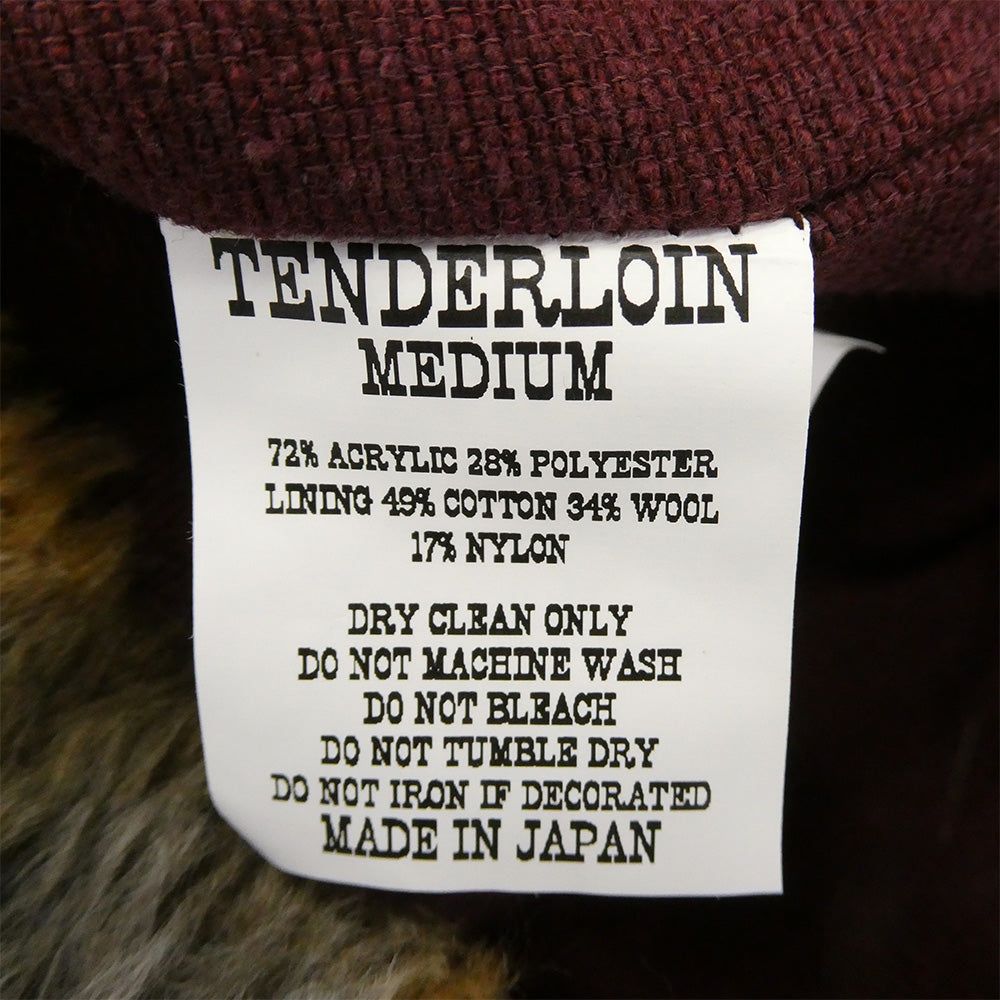 TENDERLOIN
MEDIUM
72% ACRYLIC 28% POLYESTER
LINING 49% COTTON 34% WOOL
17% NYLON
DRY CLEAN ONLY
DO NOT MACHINE WASH
DO NOT BLEACH
DO NOT TUMBLE DRY
DO NOT IRON IF DECORATED
MADE IN JAPAN